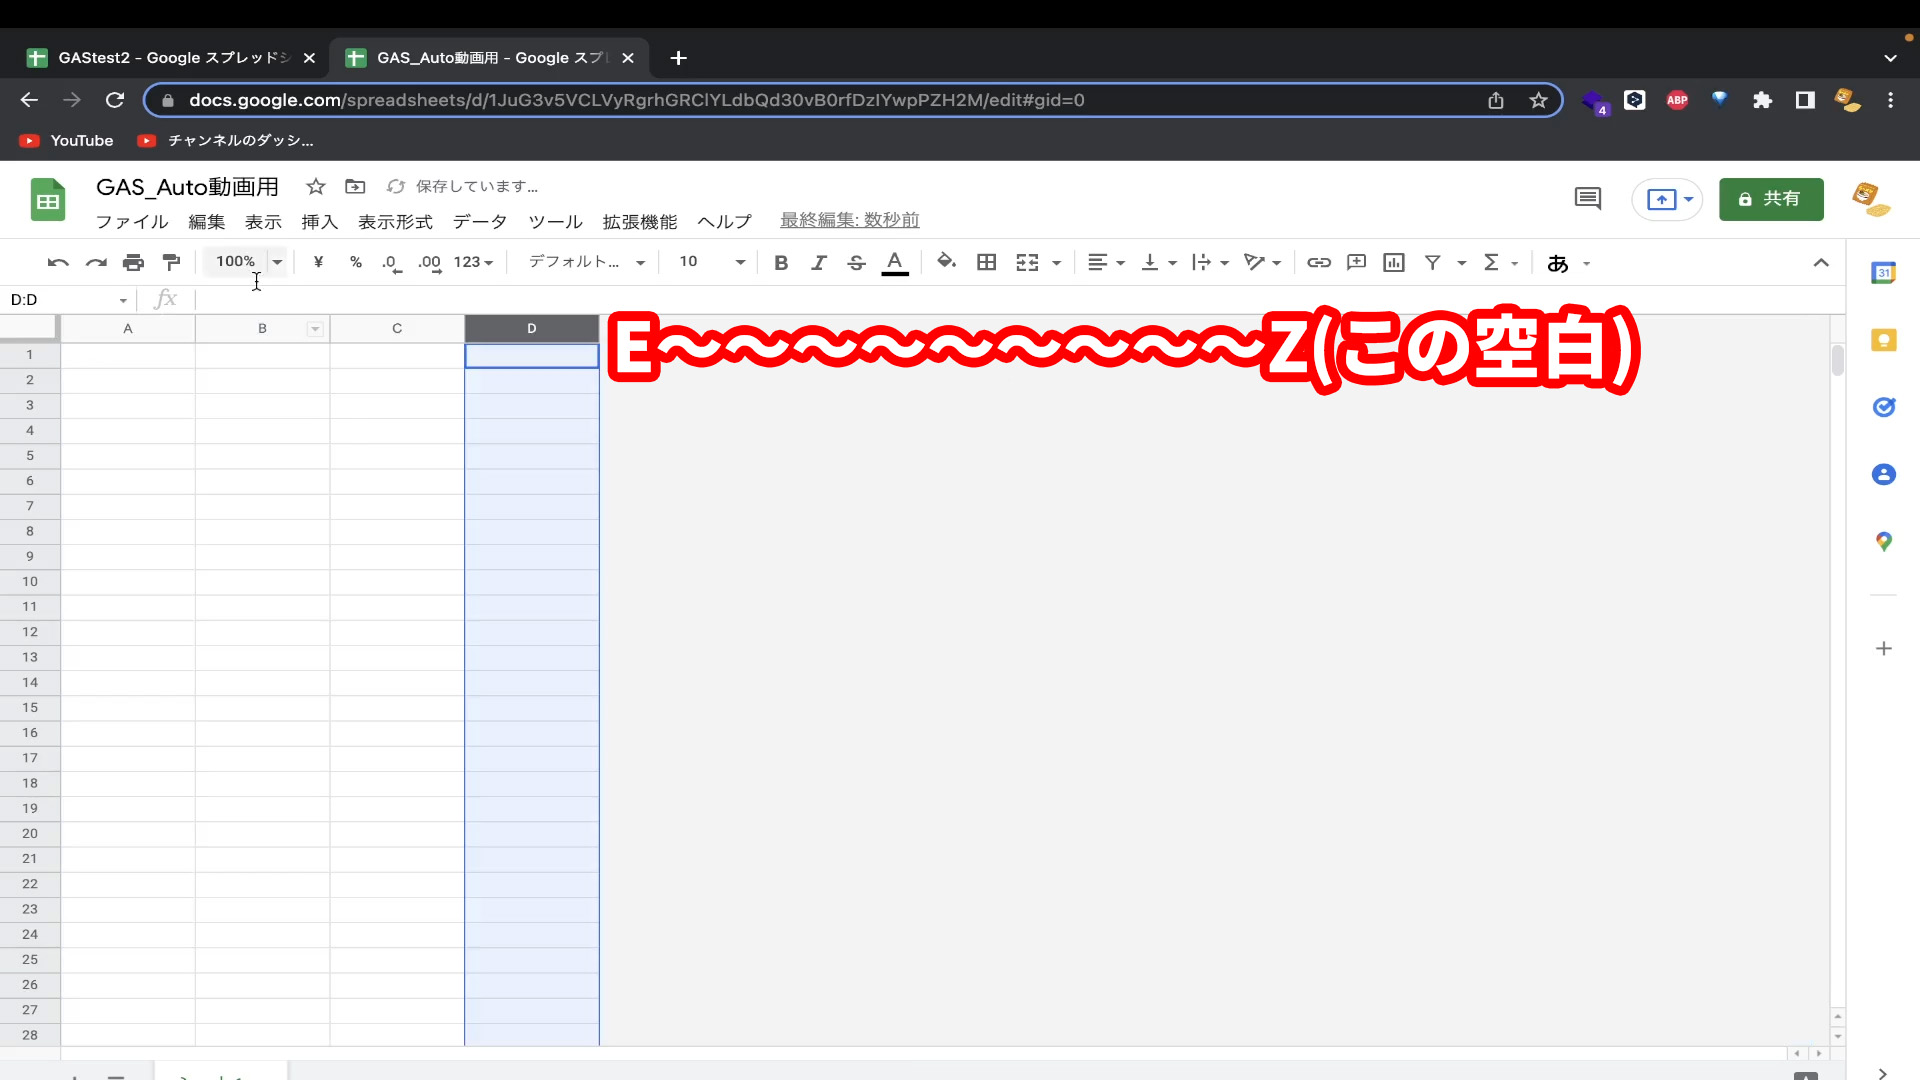 GAStest2 - Google スプレッドシ
GAS_Auto動画用 - Google スプ
docs.google.com/spreadsheets/d/1JuG3v5VCLVyRgrhGRClYLdbQd30vB0rfDzIYwpPZH2M/edit#gid=0
ABP
4
YouTube
チャンネルのダッシ...
GAS_Auto動画用
保存しています...
ファイル 編集 表示 挿入 表示形式 データ ツール 拡張機能 ヘルプ
最終編集: 数秒前
共有
100% ¥ % .0 .00 123 デフォルト... 10 B I S A Σ あ
31
D:D
fx
A B C D
E〜〜〜〜〜〜〜〜〜Z(この空白)
1
2
3
4
5
6
7
8
9
10
11
12
13
14
15
16
17
18
19
20
21
22
23
24
25
26
27
28